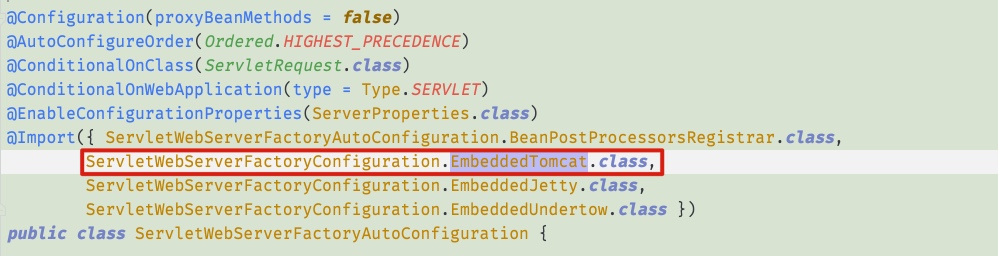 @Configuration(proxyBeanMethods = false)
@AutoConfigureOrder(Ordered.HIGHEST_PRECEDENCE)
@ConditionalOnClass(ServletRequest.class)
@ConditionalOnWebApplication(type = Type.SERVLET)
@EnableConfigurationProperties(ServerProperties.class)
@Import({ ServletWebServerFactoryAutoConfiguration.BeanPostProcessorsRegistrar.class,
ServletWebServerFactoryConfiguration.EmbeddedTomcat.class,
ServletWebServerFactoryConfiguration.EmbeddedJetty.class,
ServletWebServerFactoryConfiguration.EmbeddedUndertow.class })
public class ServletWebServerFactoryAutoConfiguration {